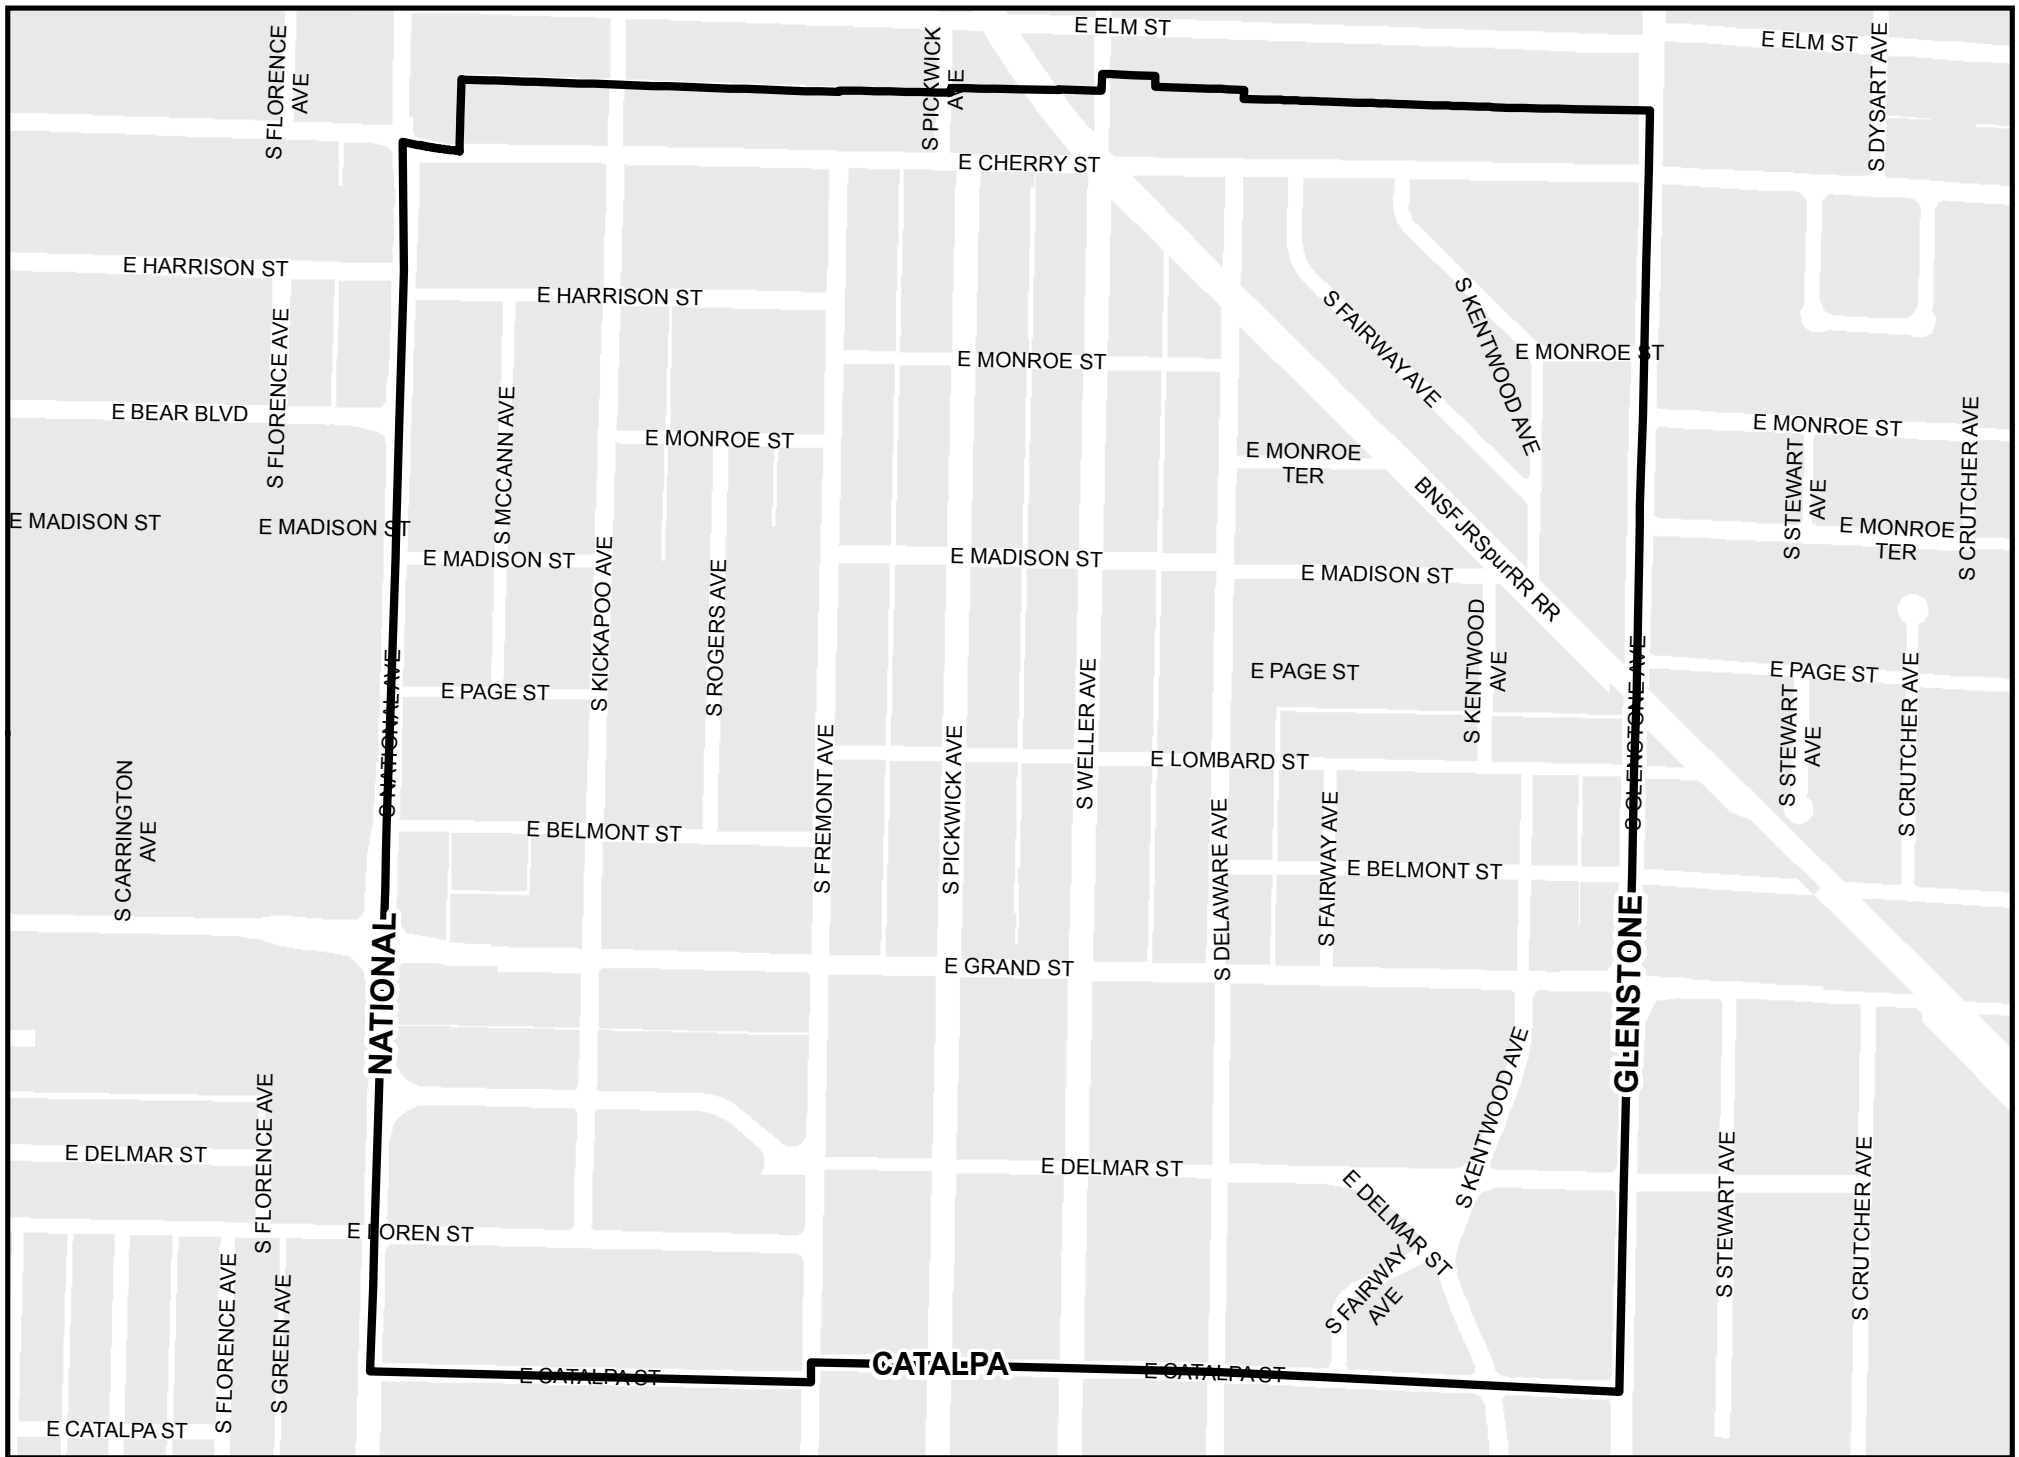 E ELM ST
E ELM ST
S FLORENCE
AVE
S PICKWICK
AVE
S DYSART AVE
E CHERRY ST
E HARRISON ST
E HARRISON ST
S FLORENCE AVE
S FAIRWAY AVE
S KENTWOOD AVE
E MONROE ST
E MONROE ST
E BEAR BLVD
S MCCANN AVE
E MONROE ST
E MONROE
TER
E MONROE ST
S STEWART
AVE
S CRUTCHER AVE
E MONROE
TER
BNSF JRSpurRR RR
E MADISON ST
E MADISON ST
E MADISON ST
E MADISON ST
E MADISON ST
S KICKAPOO AVE
S ROGERS AVE
S NATIONAL AVE
E PAGE ST
E PAGE ST
S KENTWOOD
AVE
S GLENSTONE AVE
E PAGE ST
S STEWART
AVE
S CRUTCHER AVE
S WELLER AVE
S FREMONT AVE
S PICKWICK AVE
E LOMBARD ST
S CARRINGTON
AVE
E BELMONT ST
S DELAWARE AVE
S FAIRWAY AVE
E BELMONT ST
NATIONAL
GLENSTONE
E GRAND ST
S KENTWOOD AVE
S FLORENCE AVE
E DELMAR ST
E DELMAR ST
E DELMAR ST
S STEWART AVE
S CRUTCHER AVE
E LOREN ST
S FAIRWAY
AVE
S FLORENCE AVE
S GREEN AVE
E CATALPA ST
CATALPA
E CATALPA ST
E CATALPA ST